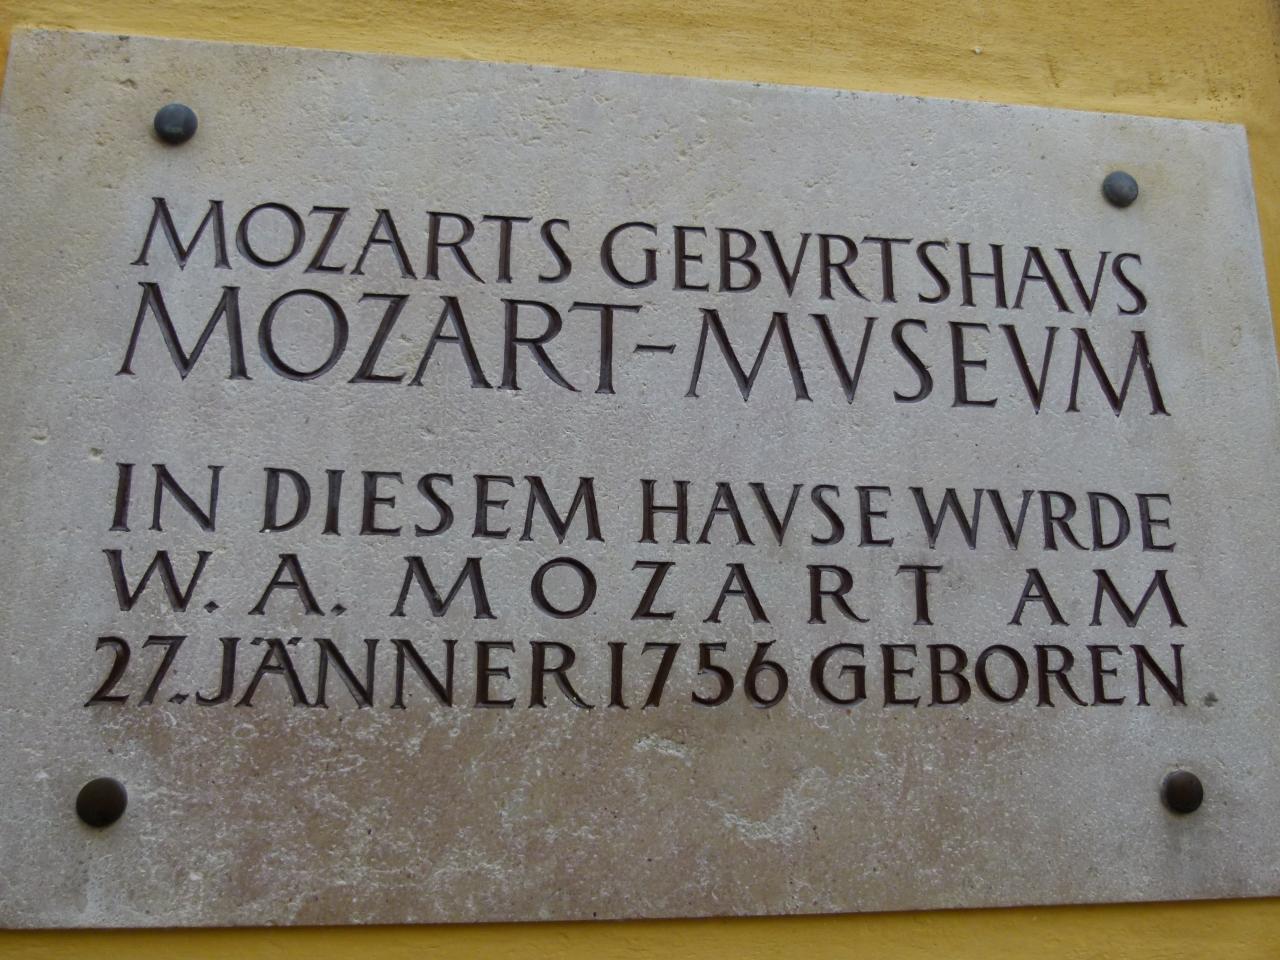 MOZARTS GEBVRTSHAVS
MOZART-MVSEVM
IN DIESEM HAVSE WVRDE
W. A. MOZART AM
27. JÄNNER 1756 GEBOREN